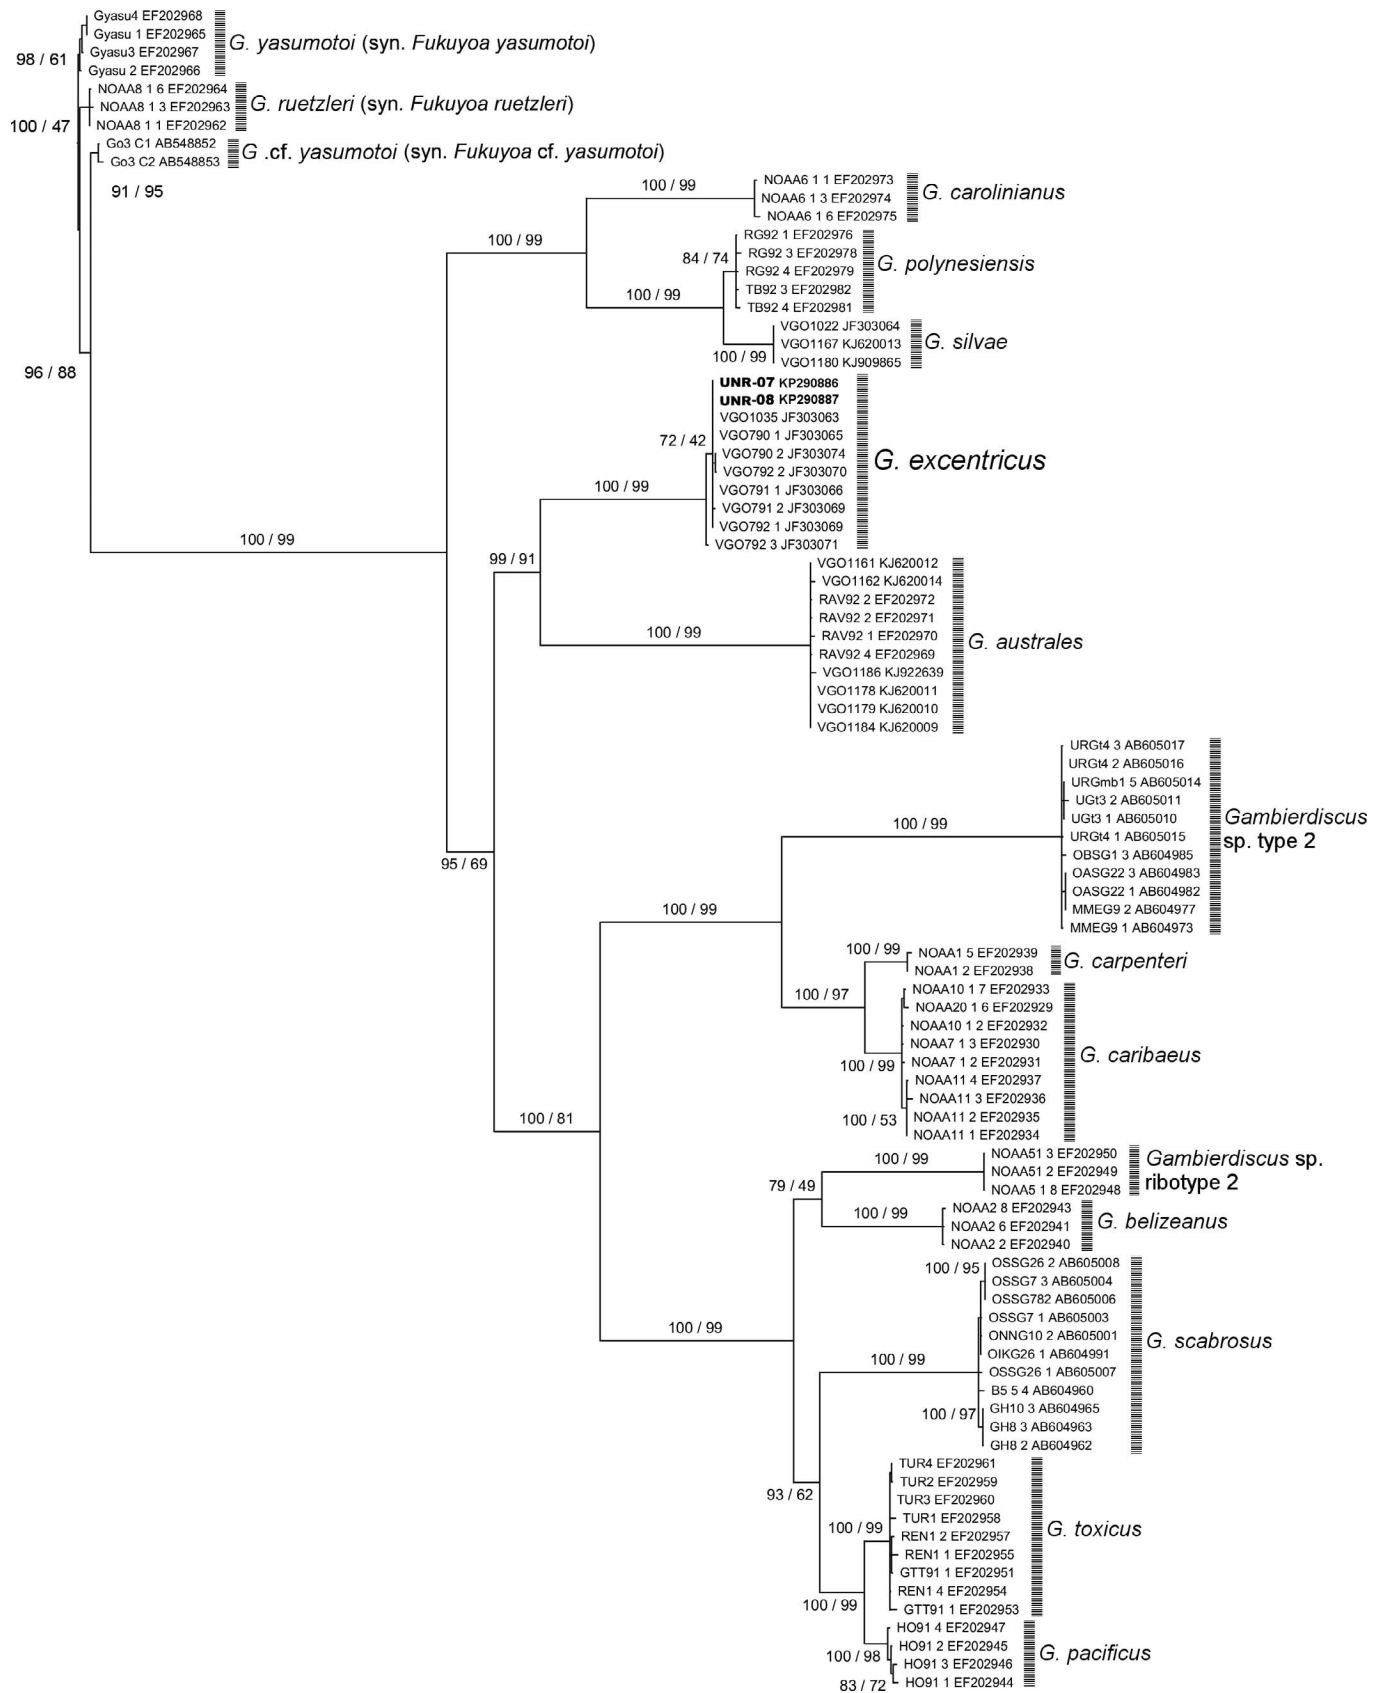 Gyasu4 EF202968
Gyasu 1 EF202965
Gyasu3 EF202967
Gyasu 2 EF202966
G. yasumotoi (syn. Fukuyoa yasumotoi)
98 / 61
NOAA8 1 6 EF202964
NOAA8 1 3 EF202963
NOAA8 1 1 EF202962
G. ruetzleri (syn. Fukuyoa ruetzleri)
100 / 47
Go3 C1 AB548852
Go3 C2 AB548853
G .cf. yasumotoi (syn. Fukuyoa cf. yasumotoi)
91 / 95
100 / 99
NOAA6 1 1 EF202973
NOAA6 1 3 EF202974
NOAA6 1 6 EF202975
G. carolinianus
100 / 99
84 / 74
RG92 1 EF202976
RG92 3 EF202978
RG92 4 EF202979
TB92 3 EF202982
TB92 4 EF202981
G. polynesiensis
100 / 99
VGO1022 JF303064
VGO1167 KJ620013
VGO1180 KJ909865
G. silvae
100 / 99
96 / 88
UNR-07 KP290886
UNR-08 KP290887
VGO1035 JF303063
VGO790 1 JF303065
VGO790 2 JF303074
VGO792 2 JF303070
VGO791 1 JF303066
VGO791 2 JF303069
VGO792 1 JF303069
VGO792 3 JF303071
G. excentricus
72 / 42
100 / 99
100 / 99
99 / 91
VGO1161 KJ620012
VGO1162 KJ620014
RAV92 2 EF202972
RAV92 2 EF202971
RAV92 1 EF202970
RAV92 4 EF202969
VGO1186 KJ922639
VGO1178 KJ620011
VGO1179 KJ620010
VGO1184 KJ620009
G. australes
100 / 99
URGt4 3 AB605017
URGt4 2 AB605016
URGmb1 5 AB605014
UGt3 2 AB605011
UGt3 1 AB605010
URGt4 1 AB605015
OBSG1 3 AB604985
OASG22 3 AB604983
OASG22 1 AB604982
MMEG9 2 AB604977
MMEG9 1 AB604973
Gambierdiscus
sp. type 2
100 / 99
95 / 69
100 / 99
100 / 99
NOAA1 5 EF202939
NOAA1 2 EF202938
G. carpenteri
100 / 97
NOAA10 1 7 EF202933
NOAA20 1 6 EF202929
NOAA10 1 2 EF202932
NOAA7 1 3 EF202930
NOAA7 1 2 EF202931
NOAA11 4 EF202937
NOAA11 3 EF202936
NOAA11 2 EF202935
NOAA11 1 EF202934
G. caribaeus
100 / 99
100 / 53
100 / 81
NOAA51 3 EF202950
NOAA51 2 EF202949
NOAA5 1 8 EF202948
Gambierdiscus sp.
ribotype 2
100 / 99
79 / 49
NOAA2 8 EF202943
NOAA2 6 EF202941
NOAA2 2 EF202940
G. belizeanus
100 / 99
100 / 95
OSSG26 2 AB605008
OSSG7 3 AB605004
OSSG782 AB605006
OSSG7 1 AB605003
ONNG10 2 AB605001
OIKG26 1 AB604991
OSSG26 1 AB605007
B5 5 4 AB604960
GH10 3 AB604965
GH8 3 AB604963
GH8 2 AB604962
G. scabrosus
100 / 99
100 / 99
100 / 97
TUR4 EF202961
TUR2 EF202959
TUR3 EF202960
TUR1 EF202958
REN1 2 EF202957
REN1 1 EF202955
GTT91 1 EF202951
REN1 4 EF202954
GTT91 1 EF202953
G. toxicus
93 / 62
100 / 99
100 / 99
HO91 4 EF202947
HO91 2 EF202945
HO91 3 EF202946
HO91 1 EF202944
G. pacificus
100 / 98
83 / 72